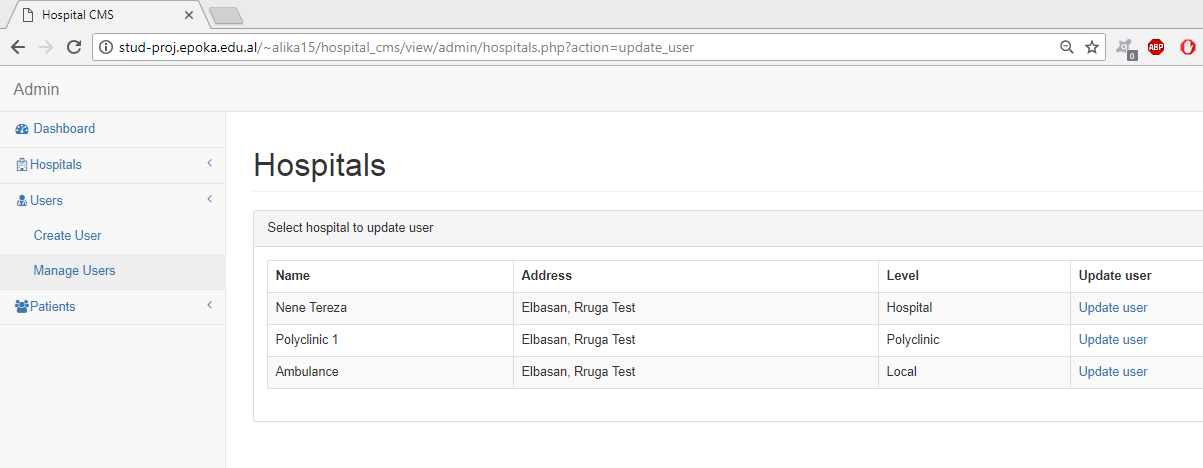 Hospital CMS
stud-proj.epoka.edu.al/~alika15/hospital_cms/view/admin/hospitals.php?action=update_user
0
ABP
Admin
Dashboard
Hospitals
Users
Create User
Manage Users
Patients
Hospitals
Select hospital to update user
Name Address Level Update user
Nene Tereza Elbasan, Rruga Test Hospital Update user
Polyclinic 1 Elbasan, Rruga Test Polyclinic Update user
Ambulance Elbasan, Rruga Test Local Update user